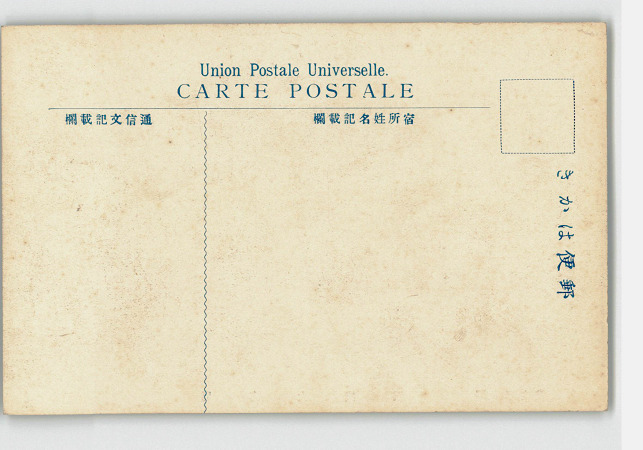 Union Postale Universelle.
CARTE POSTALE
通信文記載欄
宿所姓名記載欄
郵便はかき